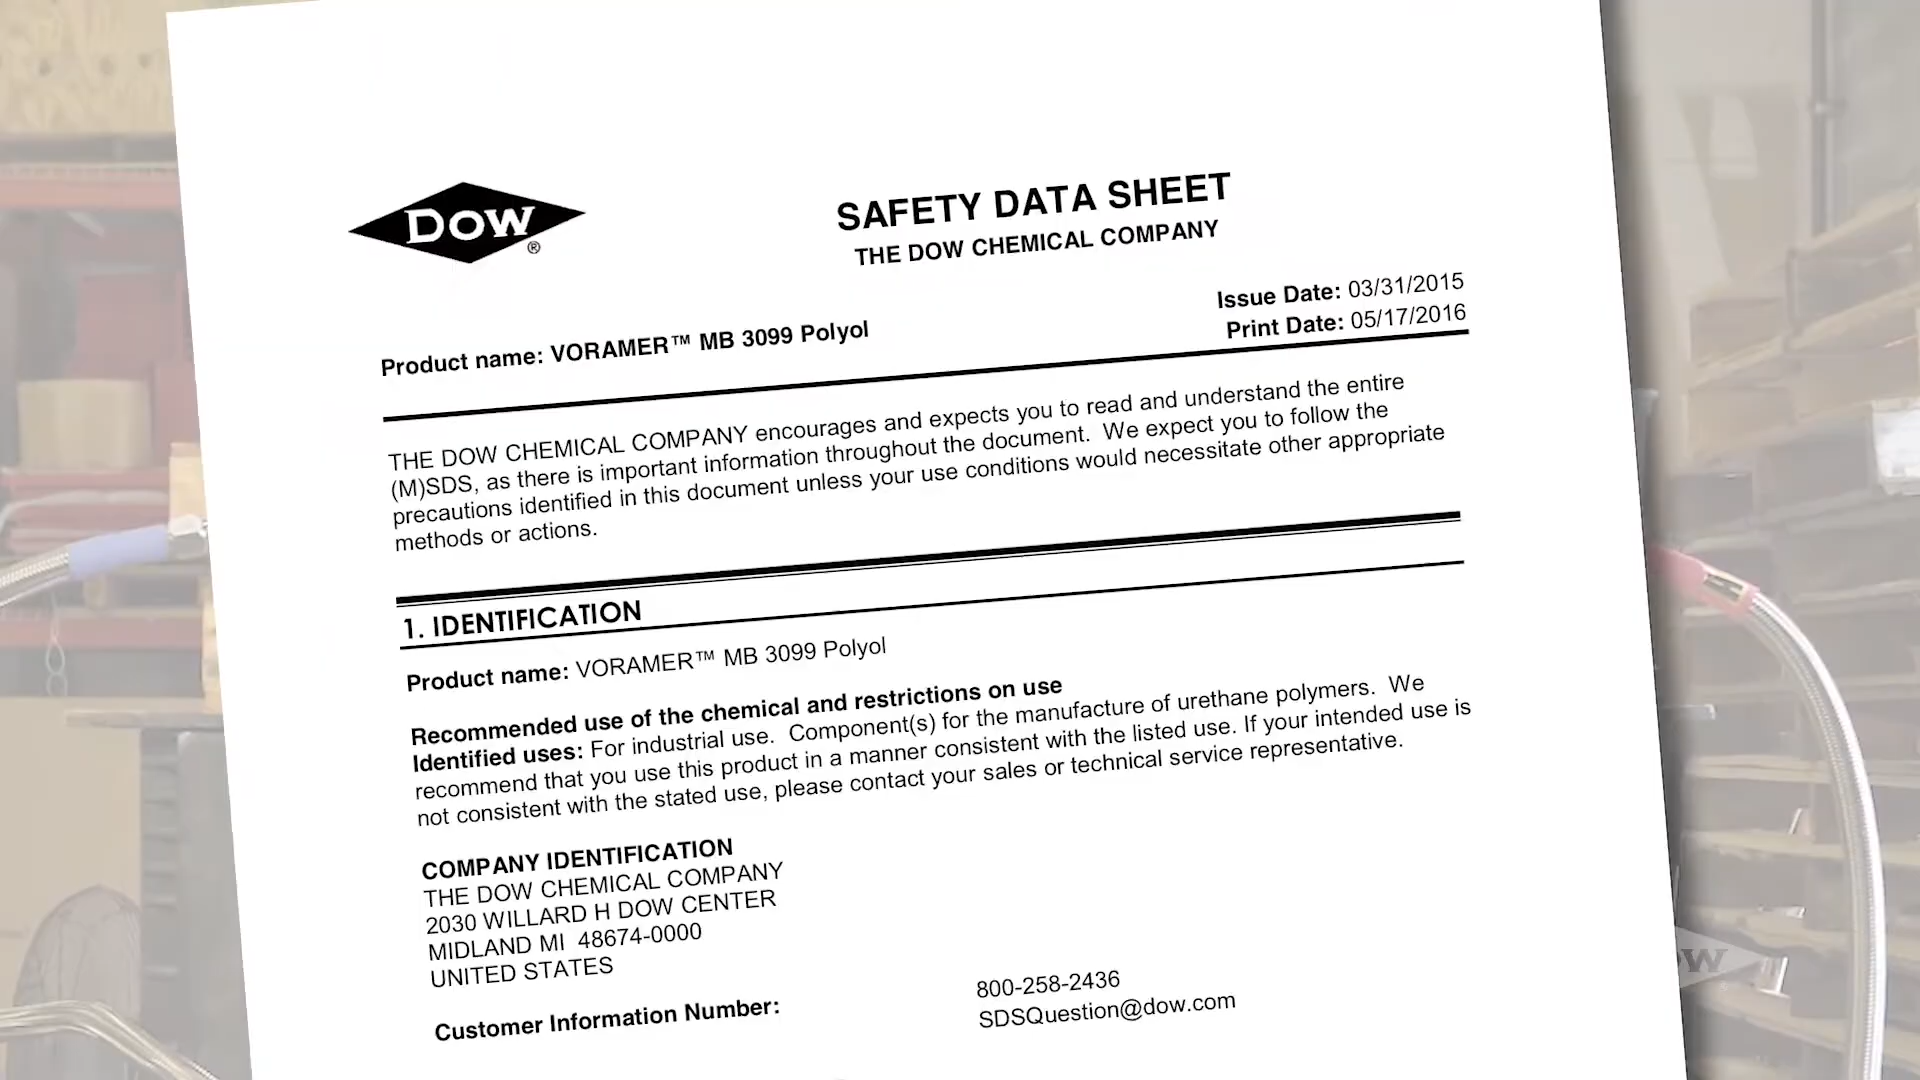 DOW
®
SAFETY DATA SHEET
THE DOW CHEMICAL COMPANY
Product name: VORAMER™ MB 3099 Polyol
Issue Date: 03/31/2015
Print Date: 05/17/2016
THE DOW CHEMICAL COMPANY encourages and expects you to read and understand the entire
(M)SDS, as there is important information throughout the document. We expect you to follow the
precautions identified in this document unless your use conditions would necessitate other appropriate
methods or actions.
1. IDENTIFICATION
Product name: VORAMER™ MB 3099 Polyol
Recommended use of the chemical and restrictions on use
Identified uses: For industrial use. Component(s) for the manufacture of urethane polymers. We
recommend that you use this product in a manner consistent with the listed use. If your intended use is
not consistent with the stated use, please contact your sales or technical service representative.
COMPANY IDENTIFICATION
THE DOW CHEMICAL COMPANY
2030 WILLARD H DOW CENTER
MIDLAND MI 48674-0000
UNITED STATES
Customer Information Number:
800-258-2436
SDSQuestion@dow.com